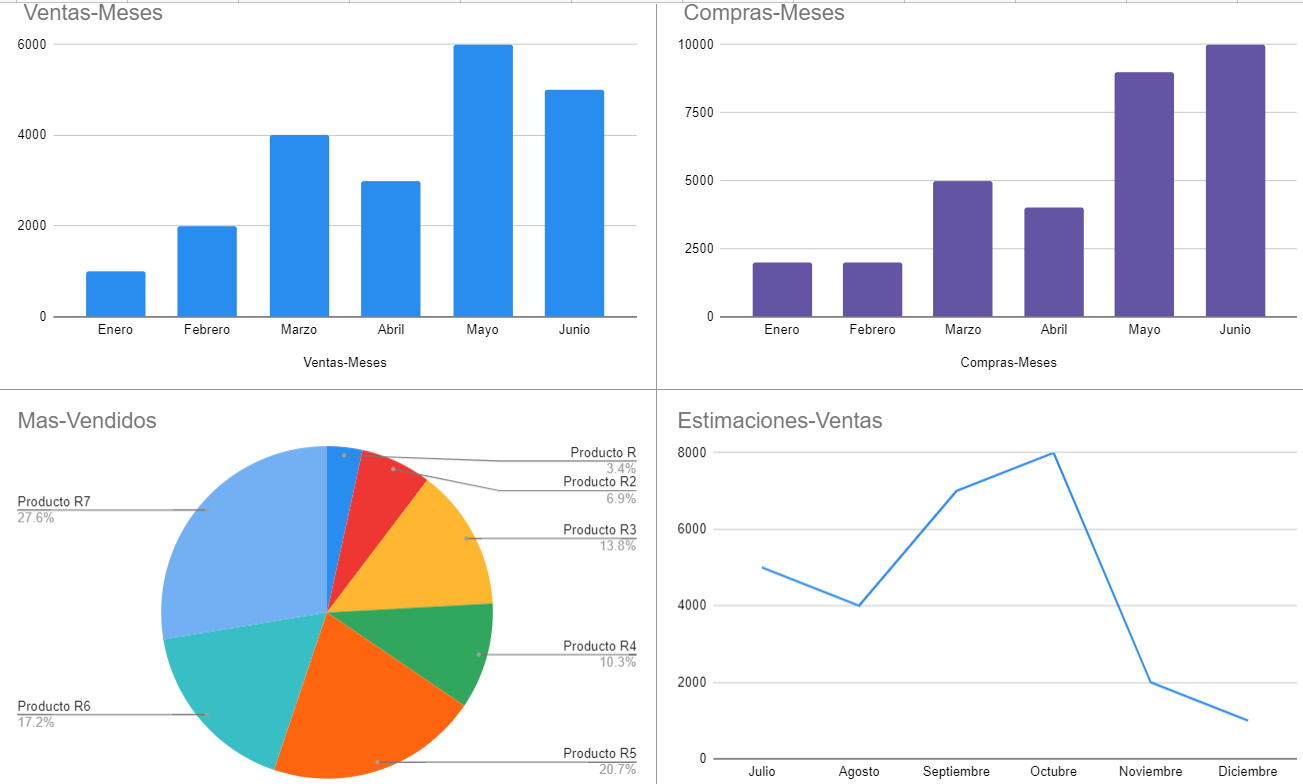 Ventas-Meses
6000
4000
2000
0
Enero Febrero Marzo Abril Mayo Junio
Ventas-Meses
Compras-Meses
10000
7500
5000
2500
0
Enero Febrero Marzo Abril Mayo Junio
Compras-Meses
Mas-Vendidos
Producto R
3.4%
Producto R2
6.9%
Producto R3
13.8%
Producto R4
10.3%
Producto R5
20.7%
Producto R6
17.2%
Producto R7
27.6%
Estimaciones-Ventas
8000
6000
4000
2000
0
Julio Agosto Septiembre Octubre Noviembre Diciembre